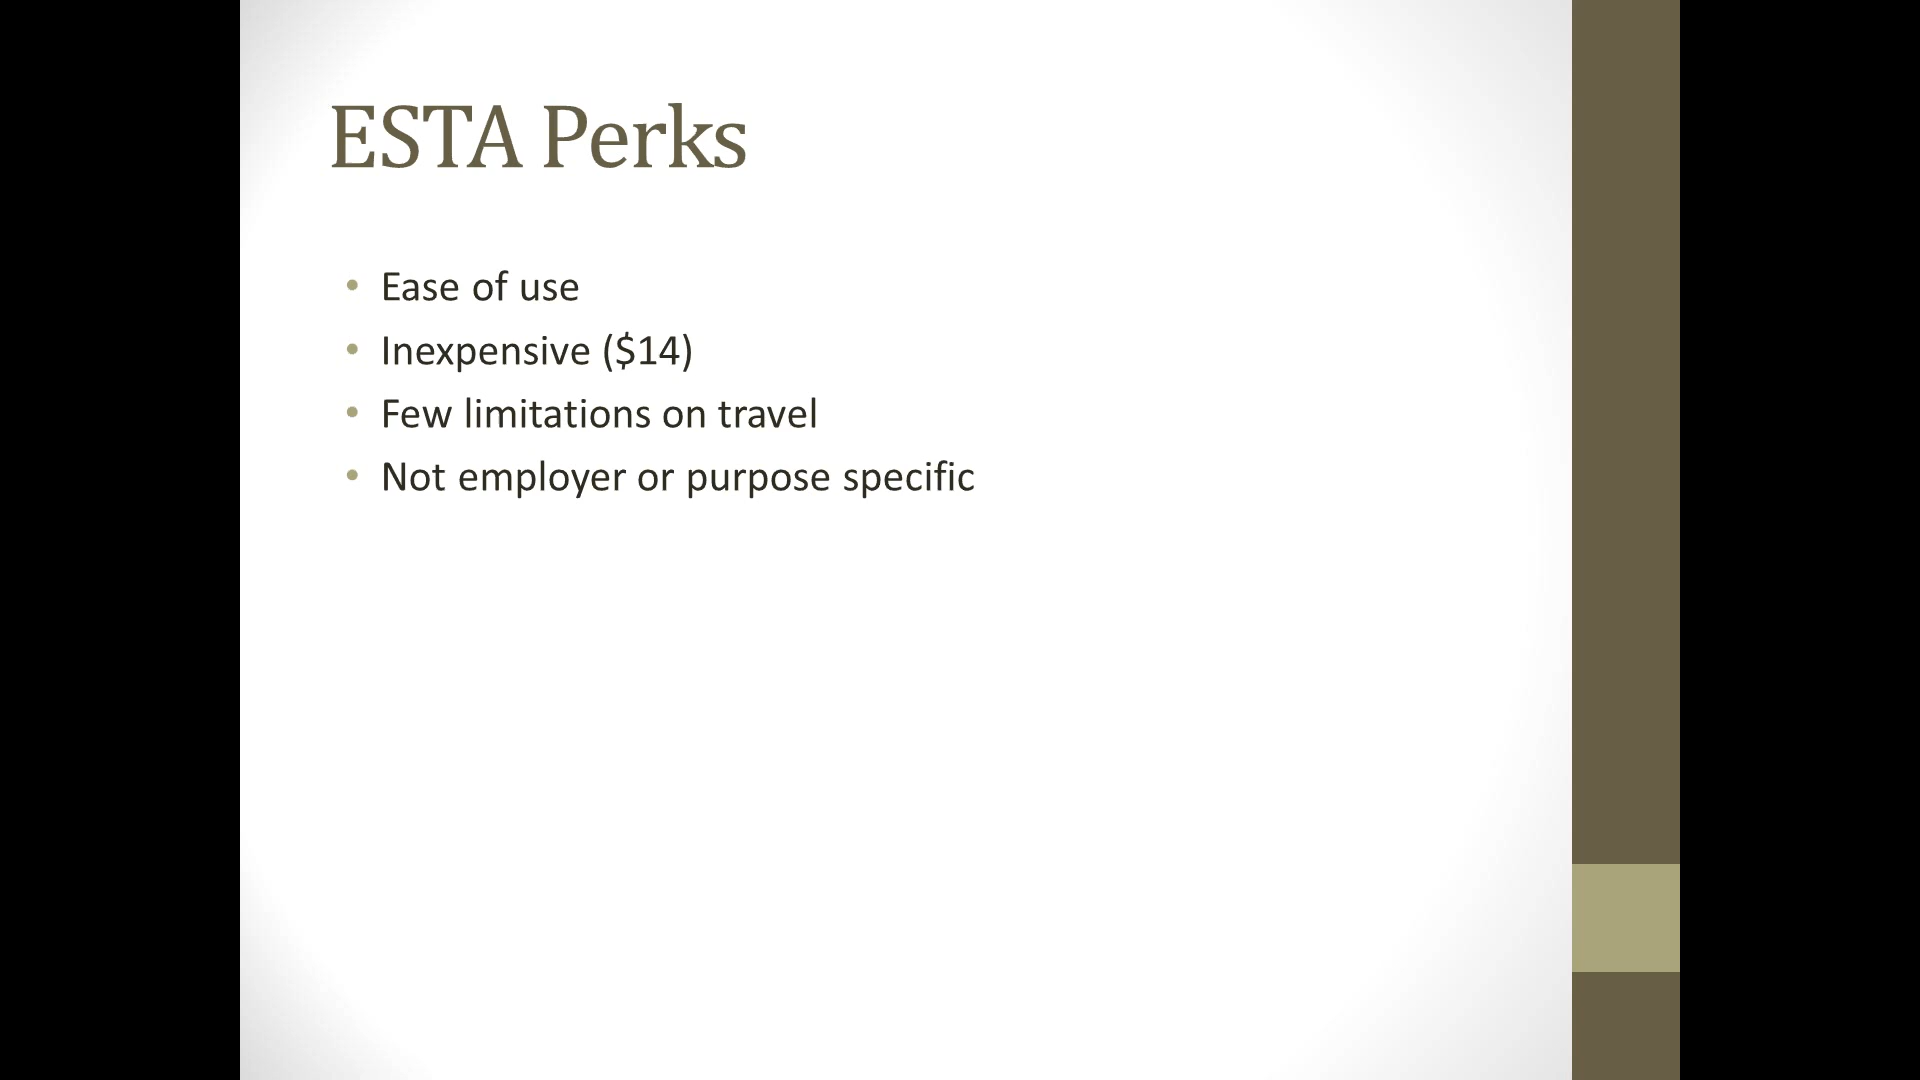 ESTA Perks
• Ease of use
• Inexpensive ($14)
• Few limitations on travel
• Not employer or purpose specific